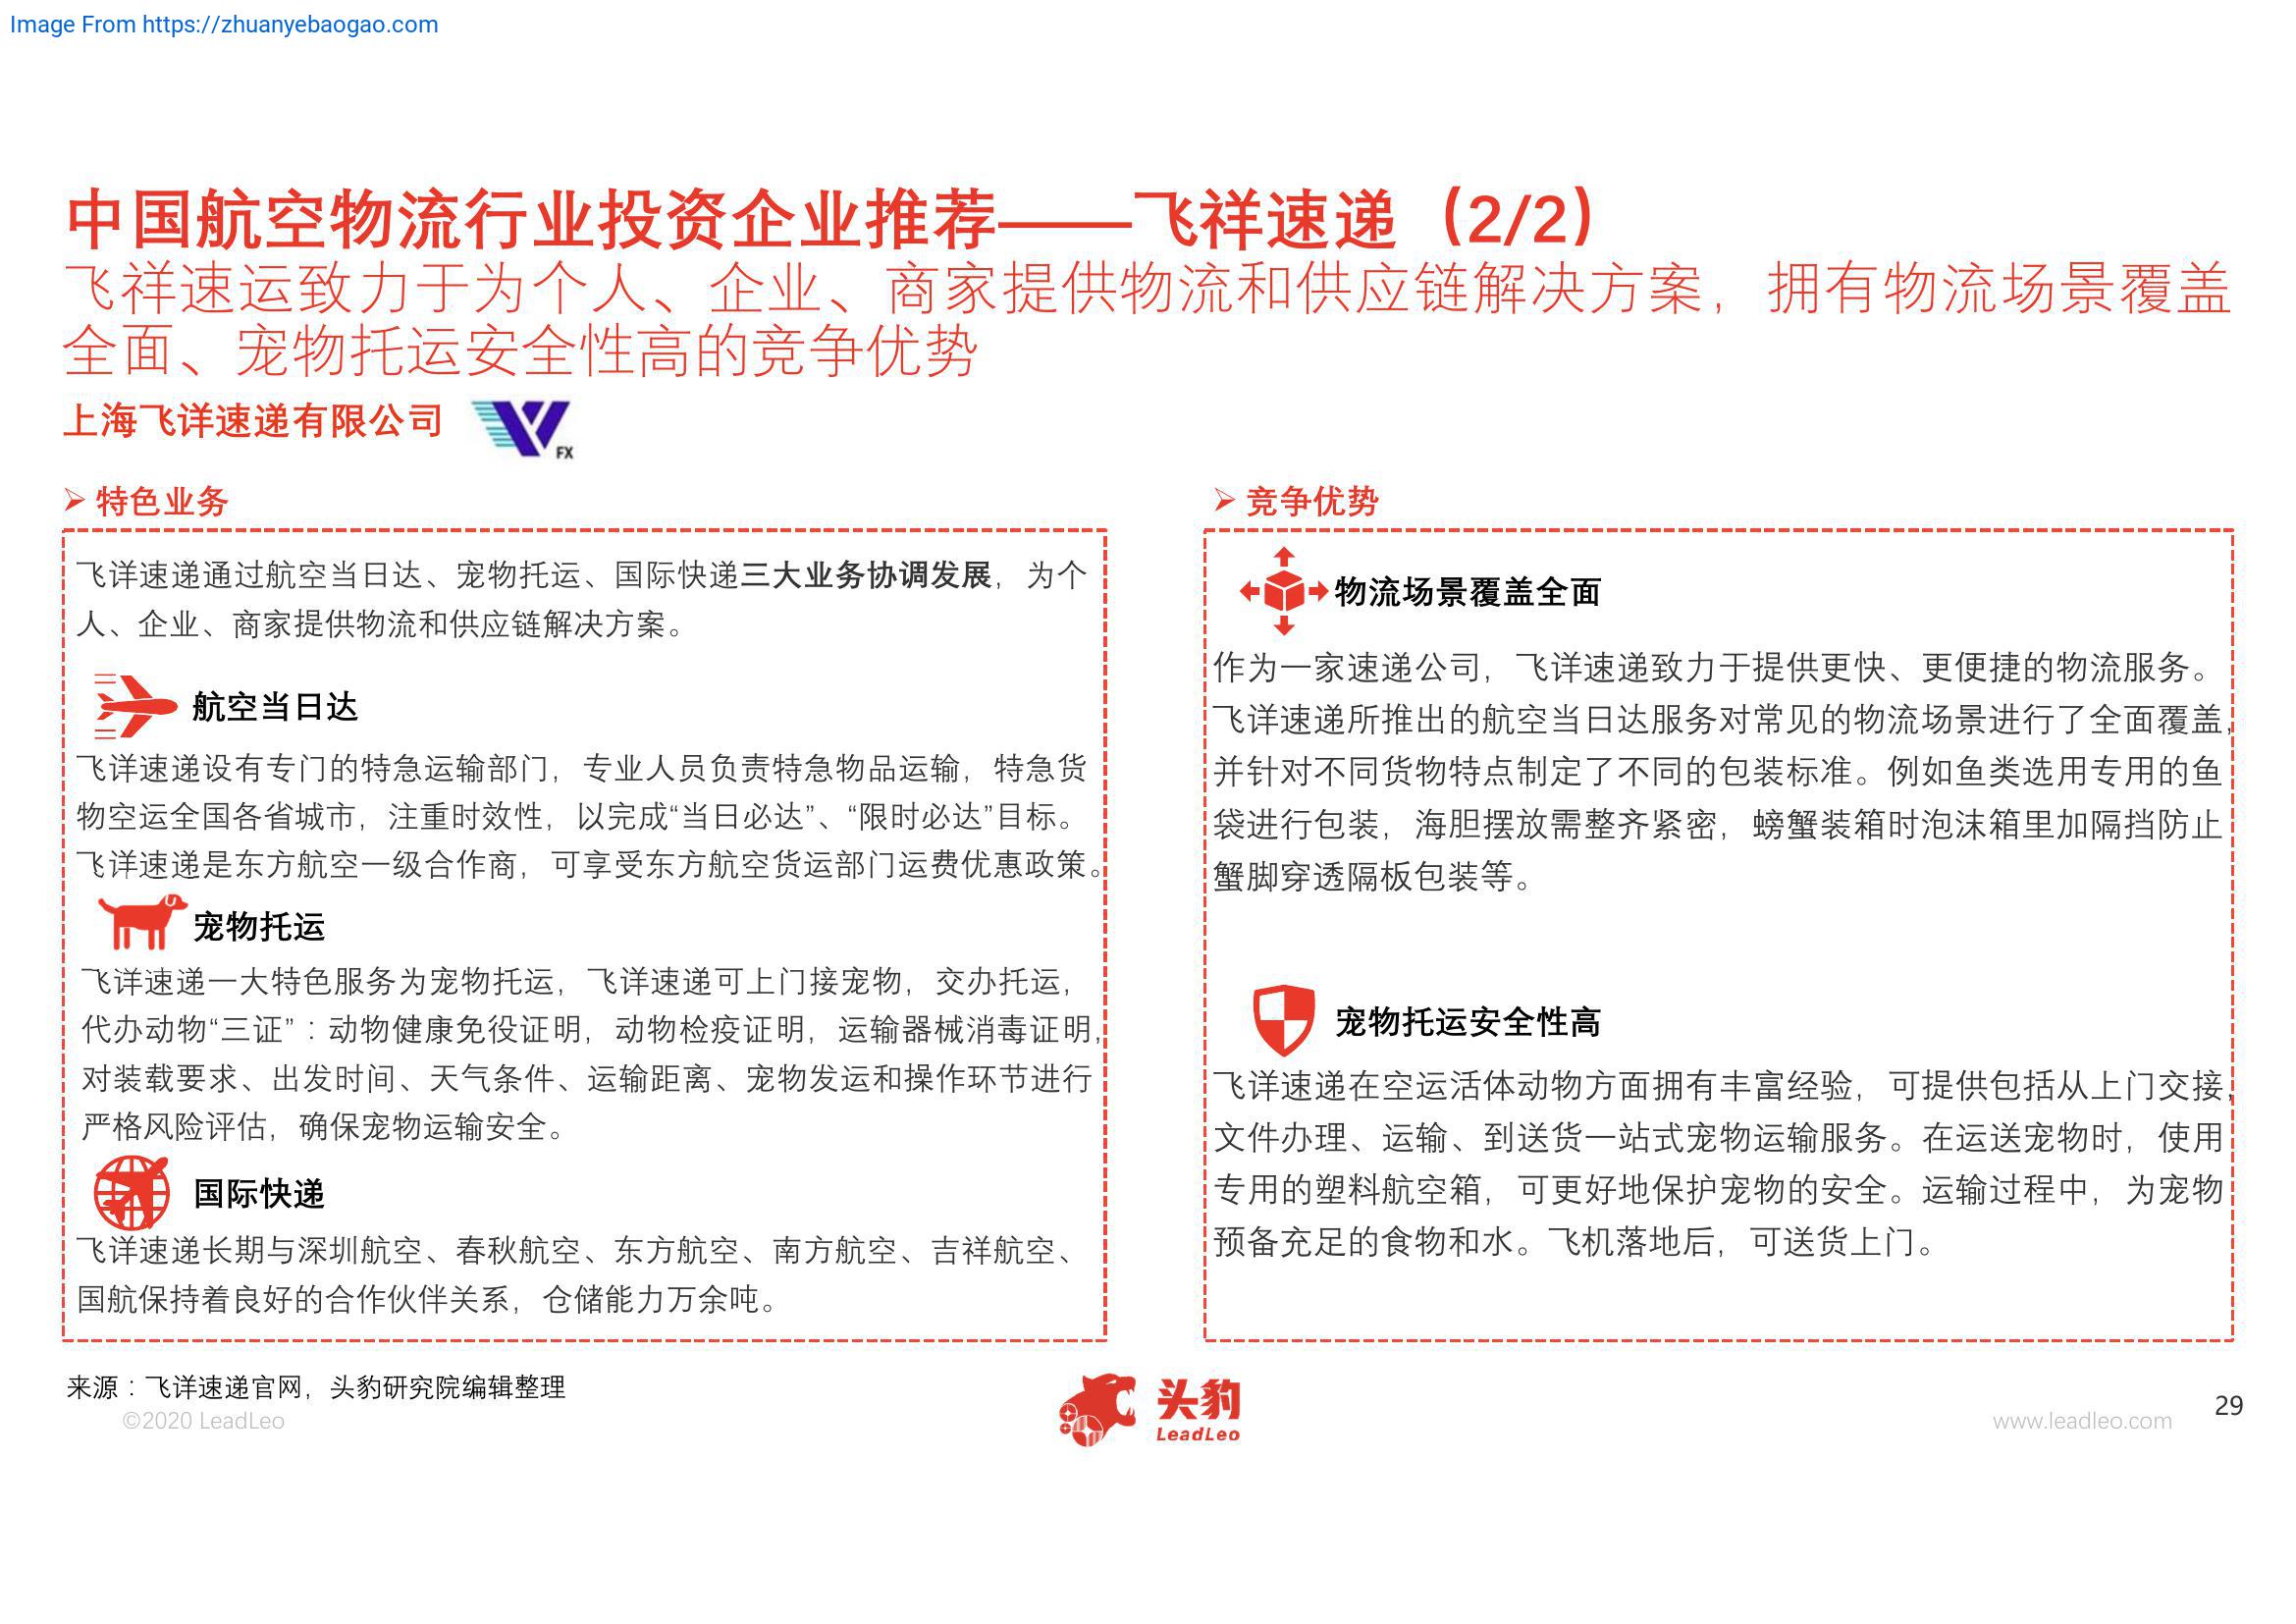 Image From https://zhuanyebaogao.com
中国航空物流行业投资企业推荐——飞祥速递（2/2）
飞祥速运致力于为个人、企业、商家提供物流和供应链解决方案，拥有物流场景覆盖
全面、宠物托运安全性高的竞争优势
上海飞洋速递有限公司
FX
特色业务
飞洋速递通过航空当日达、宠物托运、国际快递三大业务协调发展，为个
人、企业、商家提供物流和供应链解决方案。
航空当日达
飞洋速递设有专门的特急运输部门，专业人员负责特急物品运输，特急货
物空运全国各省城市，注重时效性，以完成“当日必达”、“限时必达”目标。
飞洋速递是东方航空一级合作商，可享受东方航空货运部门运费优惠政策。
宠物托运
飞洋速递一大特色服务为宠物托运，飞洋速递可上门接宠物，交办托运，
代办动物“三证”：动物健康免役证明，动物检疫证明，运输器械消毒证明，
对装载要求、出发时间、天气条件、运输距离、宠物发运和操作环节进行
严格风险评估，确保宠物运输安全。
国际快递
飞洋速递长期与深圳航空、春秋航空、东方航空、南方航空、吉祥航空、
国航保持着良好的合作伙伴关系，仓储能力万余吨。
竞争优势
物流场景覆盖全面
作为一家速递公司，飞洋速递致力于提供更快、更便捷的物流服务。
飞洋速递所推出的航空当日达服务对常见的物流场景进行了全面覆盖，
并针对不同货物特点制定了不同的包装标准。例如鱼类选用专用的鱼
袋进行包装，海胆摆放需整齐紧密，螃蟹装箱时泡沫箱里加隔挡防止
蟹脚穿透隔板包装等。
宠物托运安全性高
飞洋速递在空运活体动物方面拥有丰富经验，可提供包括从上门交接，
文件办理、运输、到送货一站式宠物运输服务。在运送宠物时，使用
专用的塑料航空箱，可更好地保护宠物的安全。运输过程中，为宠物
预备充足的食物和水。飞机落地后，可送货上门。
来源：飞洋速递官网，头豹研究院编辑整理
©2020 LeadLeo
头豹
LeadLeo
www.leadleo.com
29